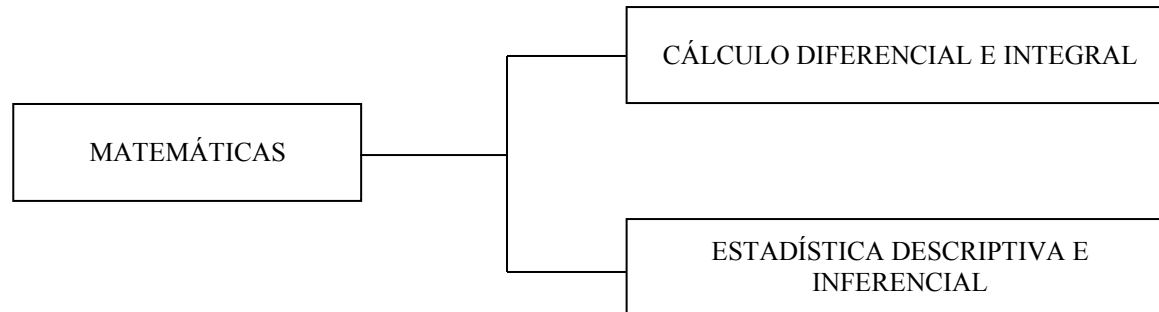 CÁLCULO DIFERENCIAL E INTEGRAL
MATEMÁTICAS
ESTADÍSTICA DESCRIPTIVA E
INFERENCIAL